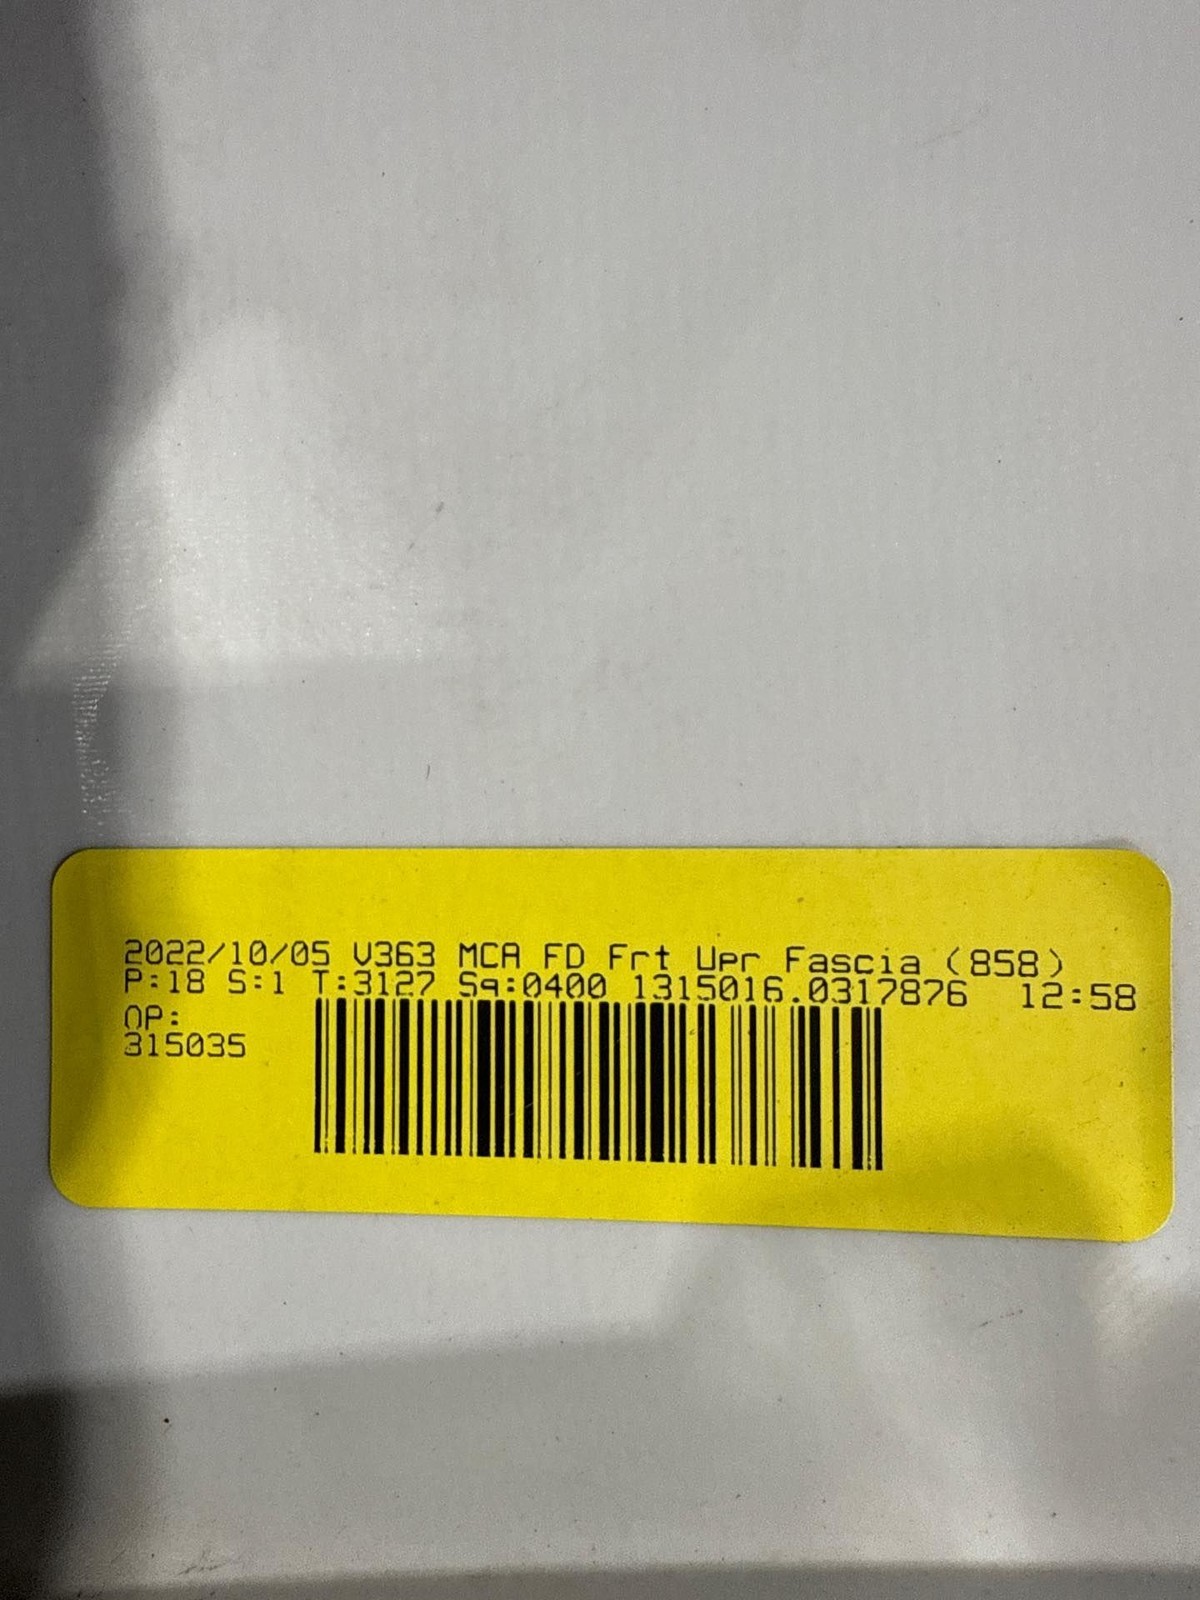 2022/10/05 V363 MCA FD Frt Upr Fascia (858)
P:18 S:1 T:3127 Sq:0400 1315016.0317876 12:58
OP:
315035